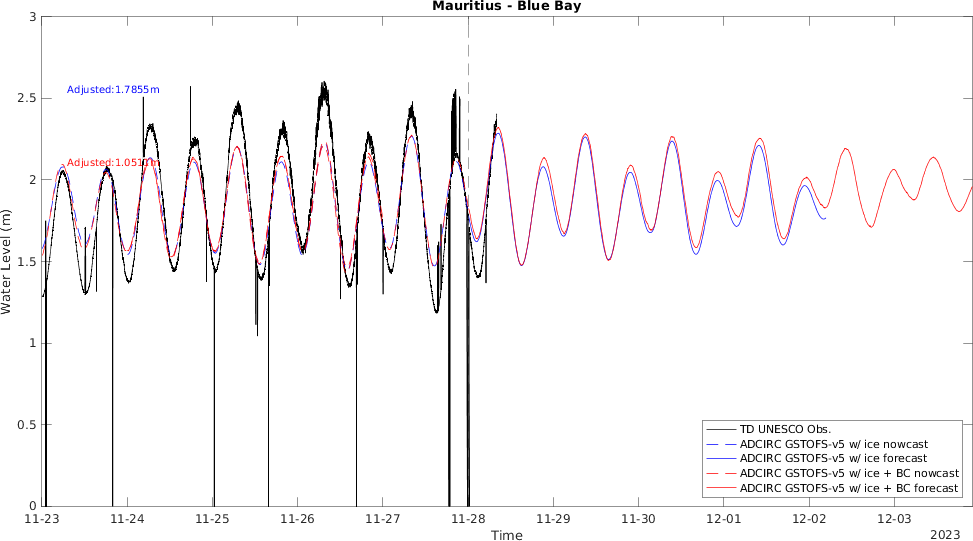 Mauritius - Blue Bay
3
2.5
2
1.5
1
0.5
0
Water Level (m)
Adjusted:1.7855m
Adjusted:1.051
TD UNESCO Obs.
ADCIRC GSTOFS-v5 w/ ice nowcast
ADCIRC GSTOFS-v5 w/ ice forecast
ADCIRC GSTOFS-v5 w/ ice + BC nowcast
ADCIRC GSTOFS-v5 w/ ice + BC forecast
11-23 11-24 11-25 11-26 11-27 11-28 11-29 11-30 12-01 12-02 12-03
Time
2023